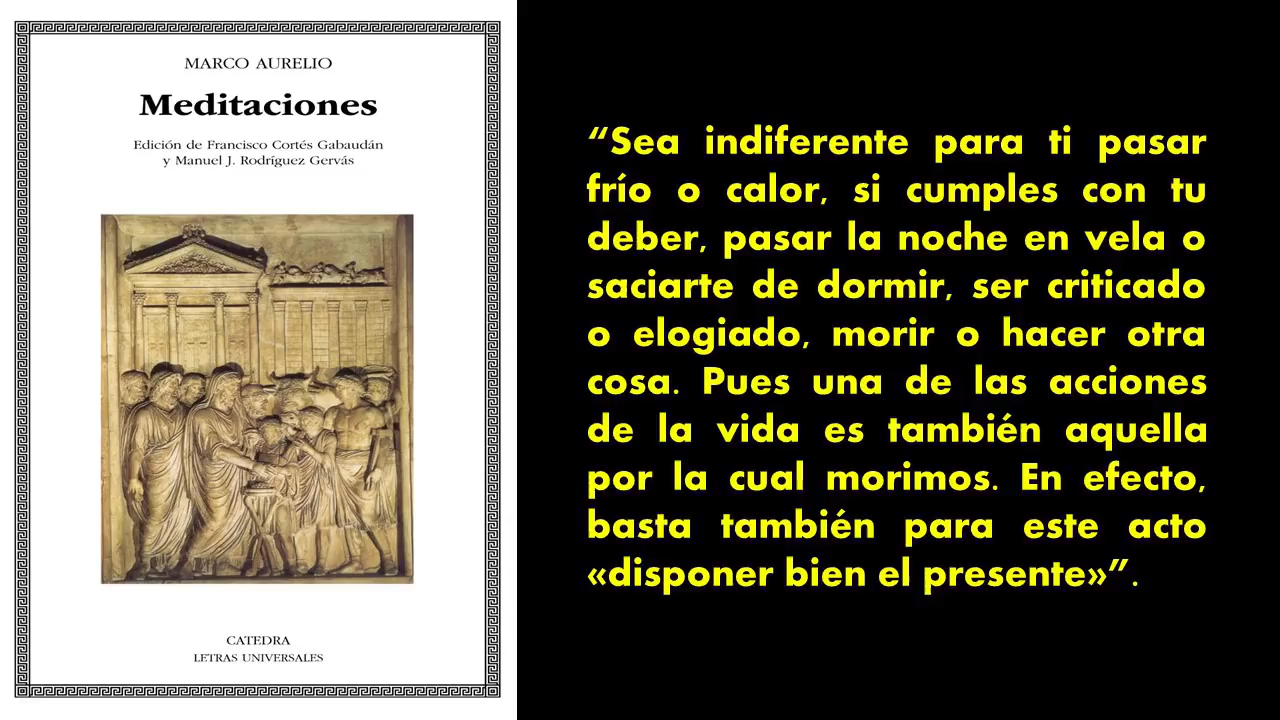 MARCO AURELIO
Meditaciones
Edición de Francisco Cortés Gabaudán
y Manuel J. Rodríguez Gervás
CATEDRA
LETRAS UNIVERSALES
“Sea indiferente para ti pasar
frío o calor, si cumples con tu
deber, pasar la noche en vela o
saciarte de dormir, ser criticado
o elogiado, morir o hacer otra
cosa. Pues una de las acciones
de la vida es también aquella
por la cual morimos. En efecto,
basta también para este acto
«disponer bien el presente»”.